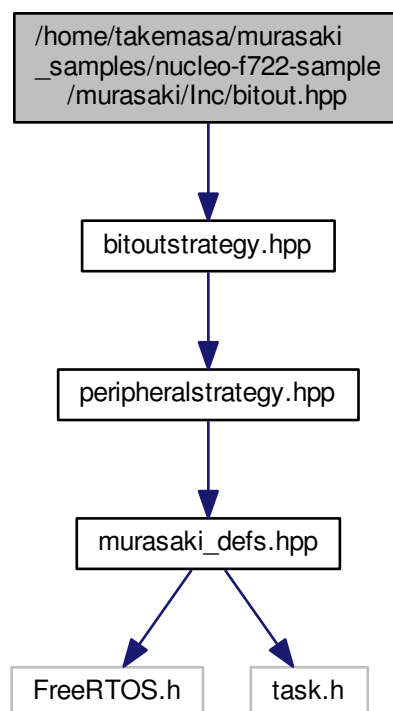 /home/takemasa/murasaki
_samples/nucleo-f722-sample
/murasaki/Inc/bitout.hpp
bitoutstrategy.hpp
peripheralstrategy.hpp
murasaki_defs.hpp
FreeRTOS.h
task.h